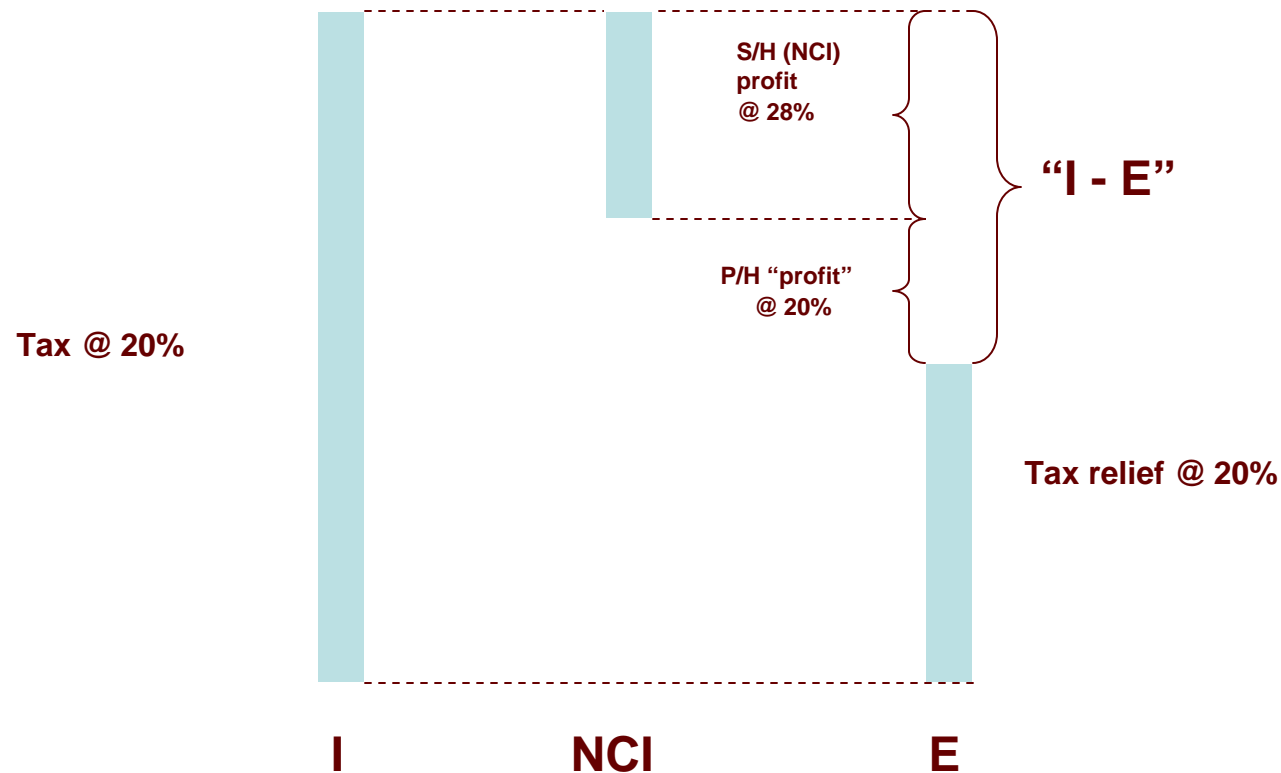 S/H (NCI)
profit
@ 28%
“I - E”
P/H “profit”
@ 20%
Tax @ 20%
Tax relief @ 20%
I
NCI
E